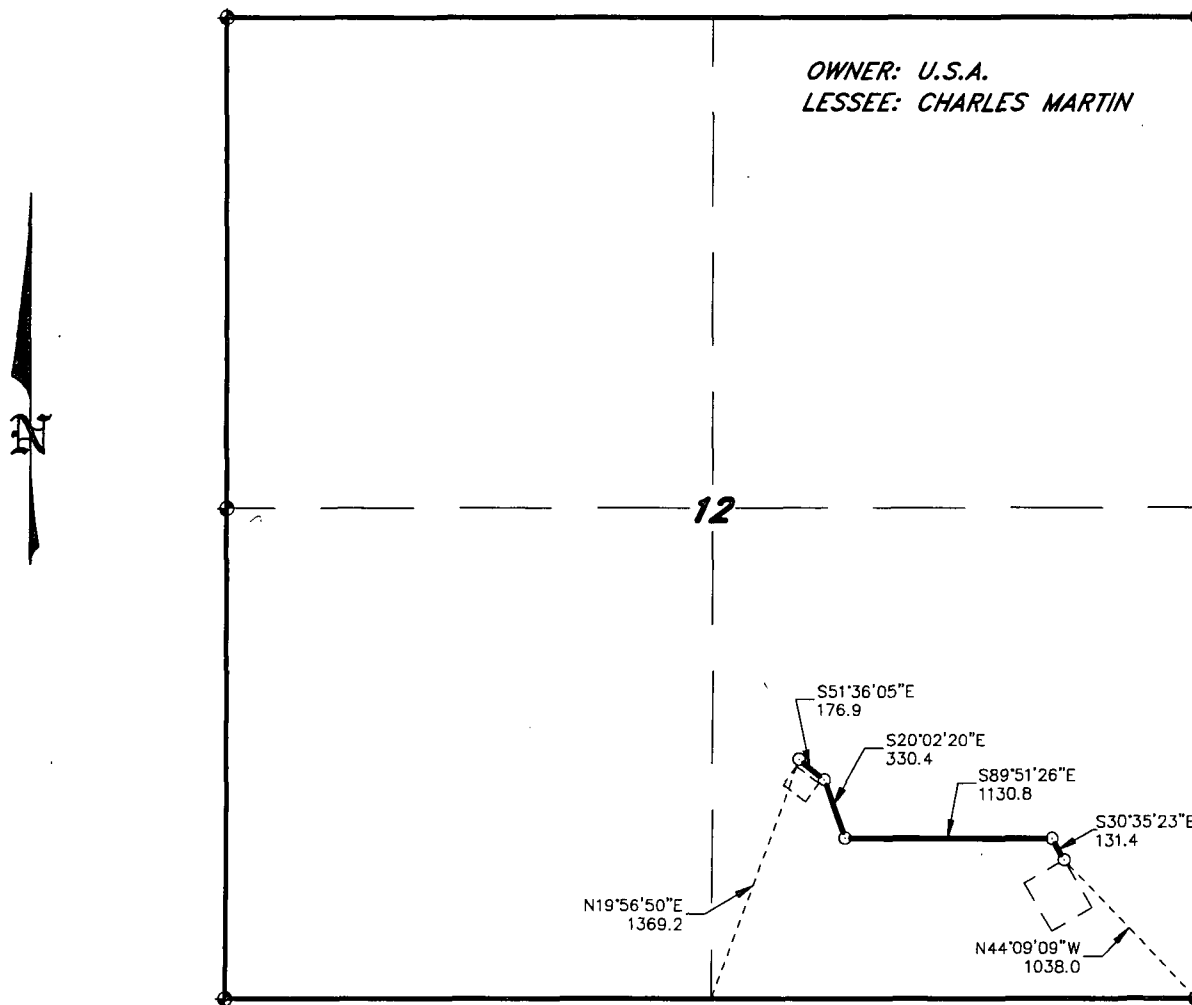 OWNER: U.S.A.
LESSEE: CHARLES MARTIN
N
12
S51°36'05"E
176.9
S20°02'20"E
330.4
S89°51'26"E
1130.8
S30°35'23"E
131.4
N19°56'50"E
1369.2
N44°09'09"W
1038.0